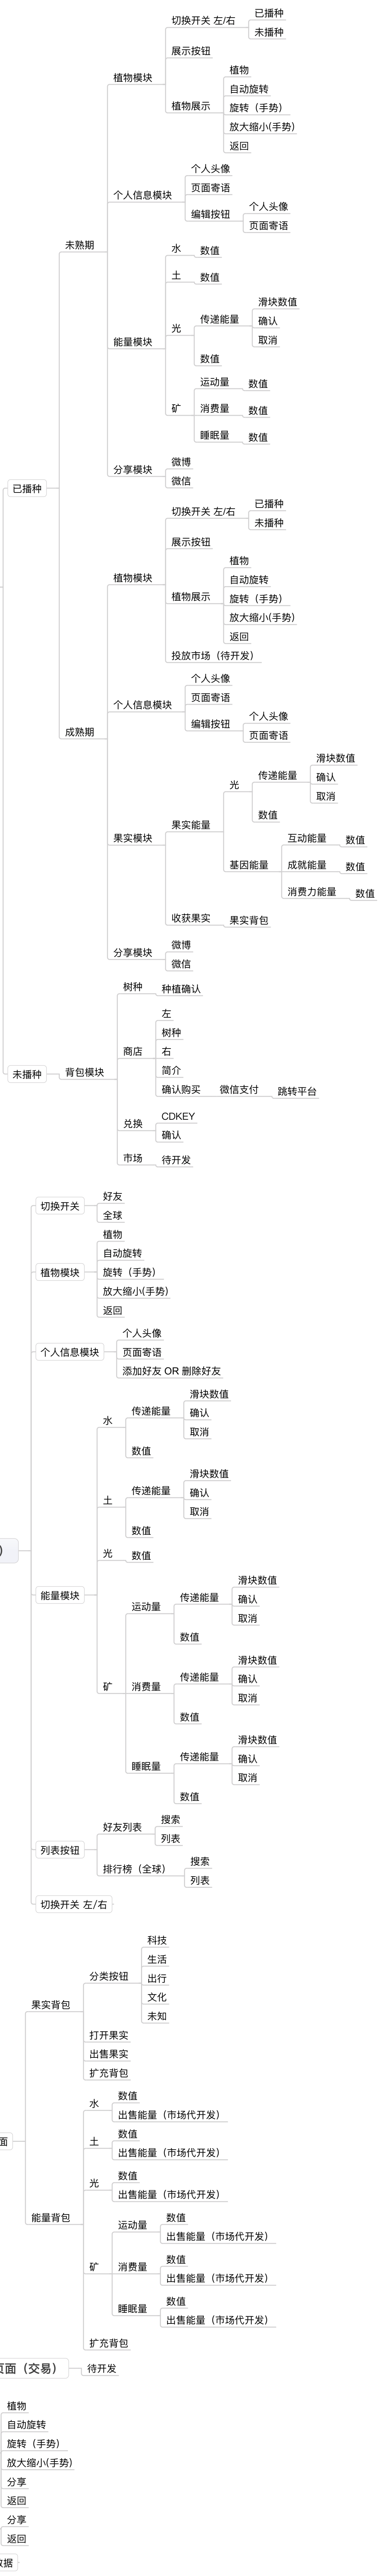 切换开关 左/右
已播种
未播种
展示按钮
植物模块
植物展示
植物
自动旋转
旋转（手势）
放大缩小(手势)
返回
个人信息模块
个人头像
页面寄语
编辑按钮
个人头像
页面寄语
未熟期
能量模块
水
数值
土
数值
光
传递能量
滑块数值
确认
取消
数值
矿
运动量
数值
消费量
数值
睡眠量
数值
分享模块
微博
微信
已播种
切换开关 左/右
已播种
未播种
展示按钮
植物模块
植物展示
植物
自动旋转
旋转（手势）
放大缩小(手势)
返回
投放市场（待开发）
个人信息模块
个人头像
页面寄语
编辑按钮
个人头像
页面寄语
成熟期
果实模块
果实能量
光
传递能量
滑块数值
确认
取消
数值
基因能量
互动能量
数值
成就能量
数值
消费力能量
数值
收获果实
果实背包
分享模块
微博
微信
未播种
背包模块
树种
种植确认
商店
左
树种
右
简介
确认购买
微信支付
跳转平台
兑换
CDKEY
确认
市场
待开发
切换开关
好友
全球
植物模块
植物
自动旋转
旋转（手势）
放大缩小(手势)
返回
个人信息模块
个人头像
页面寄语
添加好友 OR 删除好友
）
能量模块
水
传递能量
滑块数值
确认
取消
数值
土
传递能量
滑块数值
确认
取消
数值
光
数值
矿
运动量
传递能量
滑块数值
确认
取消
数值
消费量
传递能量
滑块数值
确认
取消
数值
睡眠量
传递能量
滑块数值
确认
取消
数值
列表按钮
好友列表
搜索
列表
排行榜（全球）
搜索
列表
切换开关 左/右
面
果实背包
分类按钮
科技
生活
出行
文化
未知
打开果实
出售果实
扩充背包
能量背包
水
数值
出售能量（市场代开发）
土
数值
出售能量（市场代开发）
光
数值
出售能量（市场代开发）
矿
运动量
数值
出售能量（市场代开发）
消费量
数值
出售能量（市场代开发）
睡眠量
数值
出售能量（市场代开发）
扩充背包
页面（交易）
待开发
植物
自动旋转
旋转（手势）
放大缩小(手势)
分享
返回
分享
返回
数据